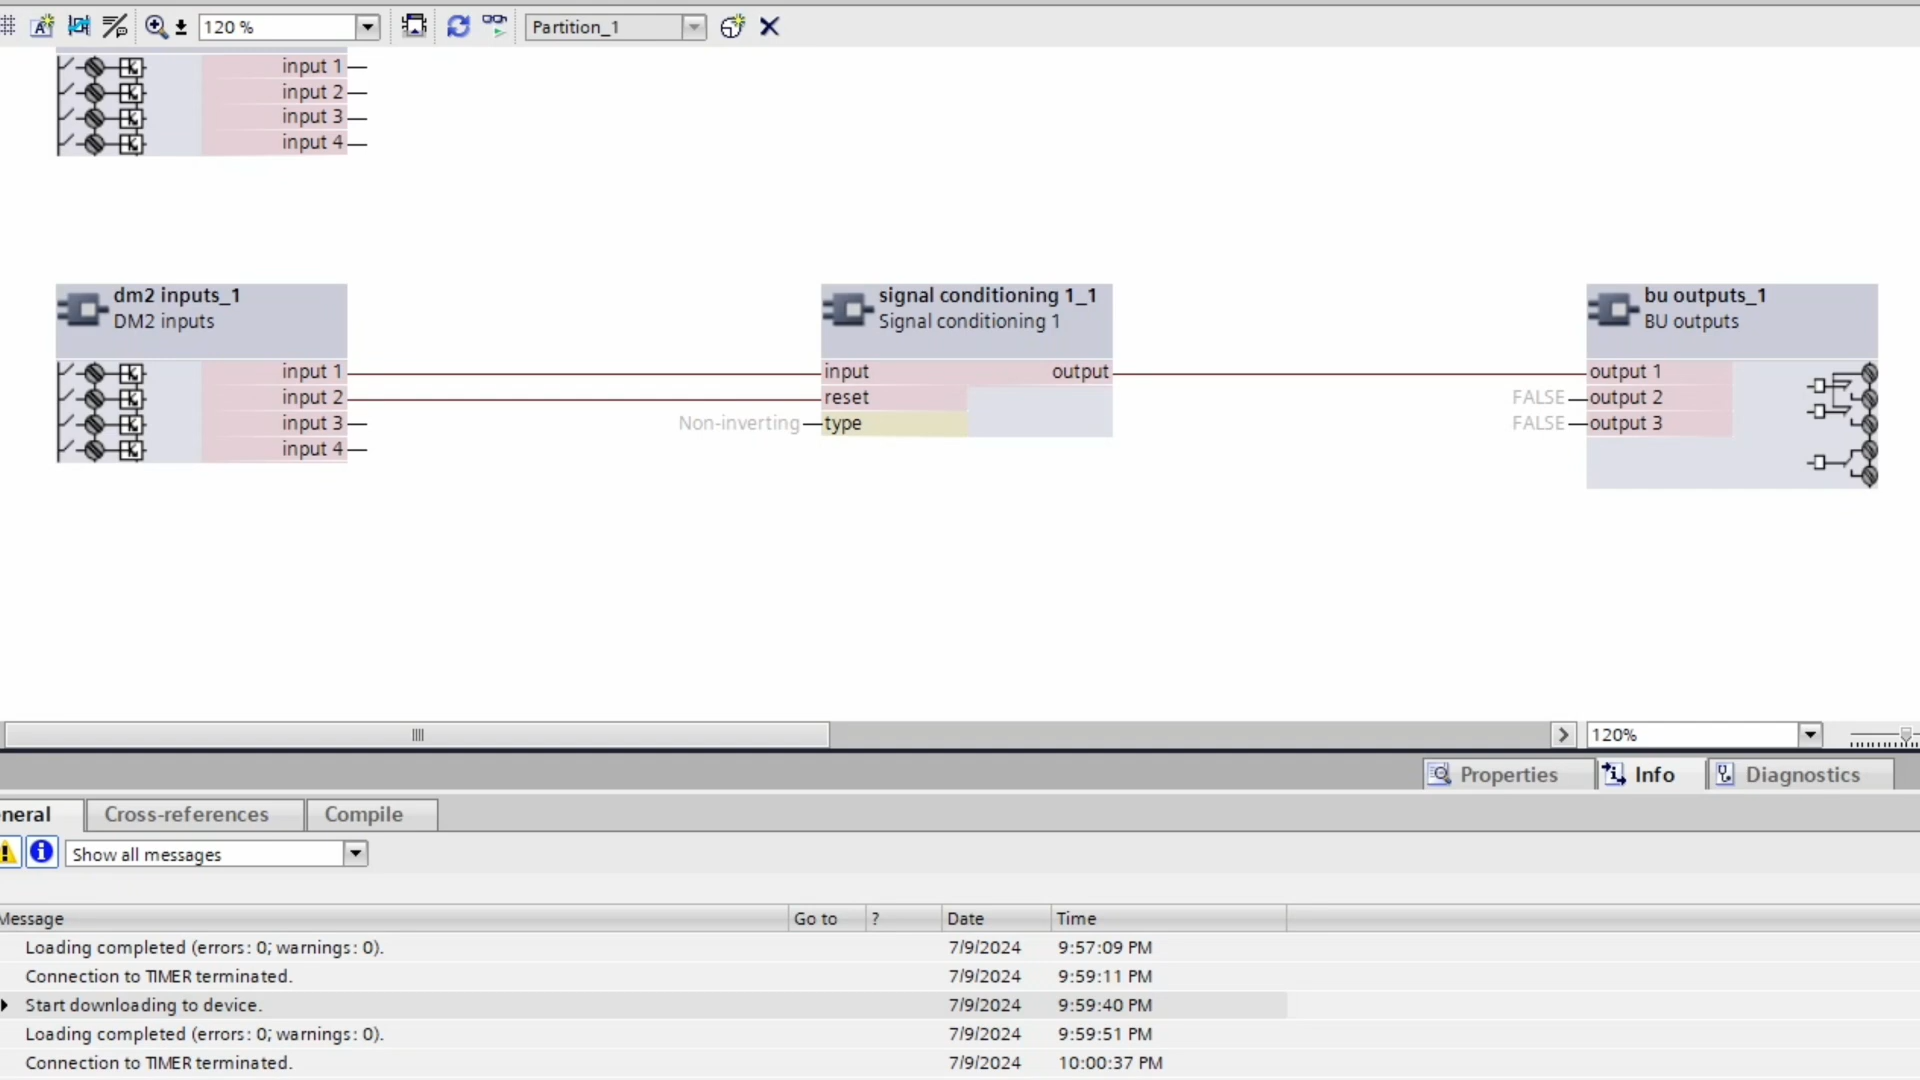 120 %
Partition_1
input 1
input 2
input 3
input 4
dm2 inputs_1
DM2 inputs
input 1
input 2
input 3
input 4
signal conditioning 1_1
Signal conditioning 1
input
output
reset
Non-inverting
type
bu outputs_1
BU outputs
output 1
FALSE
output 2
FALSE
output 3
120%
Properties
Info
Diagnostics
neral
Cross-references
Compile
Show all messages
Message
Go to
?
Date
Time
Loading completed (errors: 0; warnings: 0). 7/9/2024 9:57:09 PM
Connection to TIMER terminated. 7/9/2024 9:59:11 PM
Start downloading to device. 7/9/2024 9:59:40 PM
Loading completed (errors: 0; warnings: 0). 7/9/2024 9:59:51 PM
Connection to TIMER terminated. 7/9/2024 10:00:37 PM